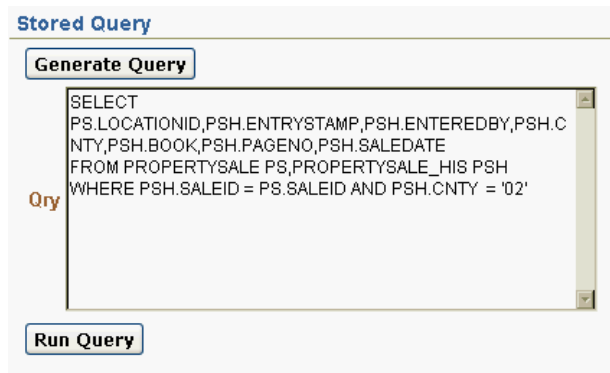 Stored Query
Generate Query
SELECT
PS.LOCATIONID,PSH.ENTRYSTAMP,PSH.ENTEREDBY,PSH.C
NTY,PSH.BOOK,PSH.PAGENO,PSH.SALEDATE
FROM PROPERTYSALE PS,PROPERTYSALE_HIS PSH
WHERE PSH.SALEID = PS.SALEID AND PSH.CNTY = '02'
Qry
Run Query